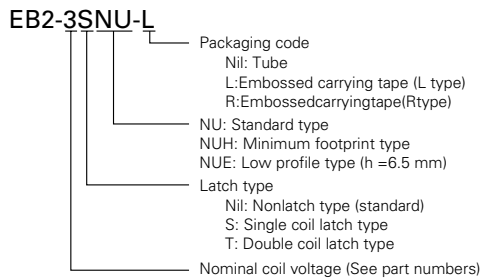 EB2-3SNU-L
Packaging code
Nil: Tube
L:Embossed carrying tape (L type)
R:Embossedcarryingtape(Rtype)
NU: Standard type
NUH: Minimum footprint type
NUE: Low profile type (h =6.5 mm)
Latch type
Nil: Nonlatch type (standard)
S: Single coil latch type
T: Double coil latch type
Nominal coil voltage (See part numbers)